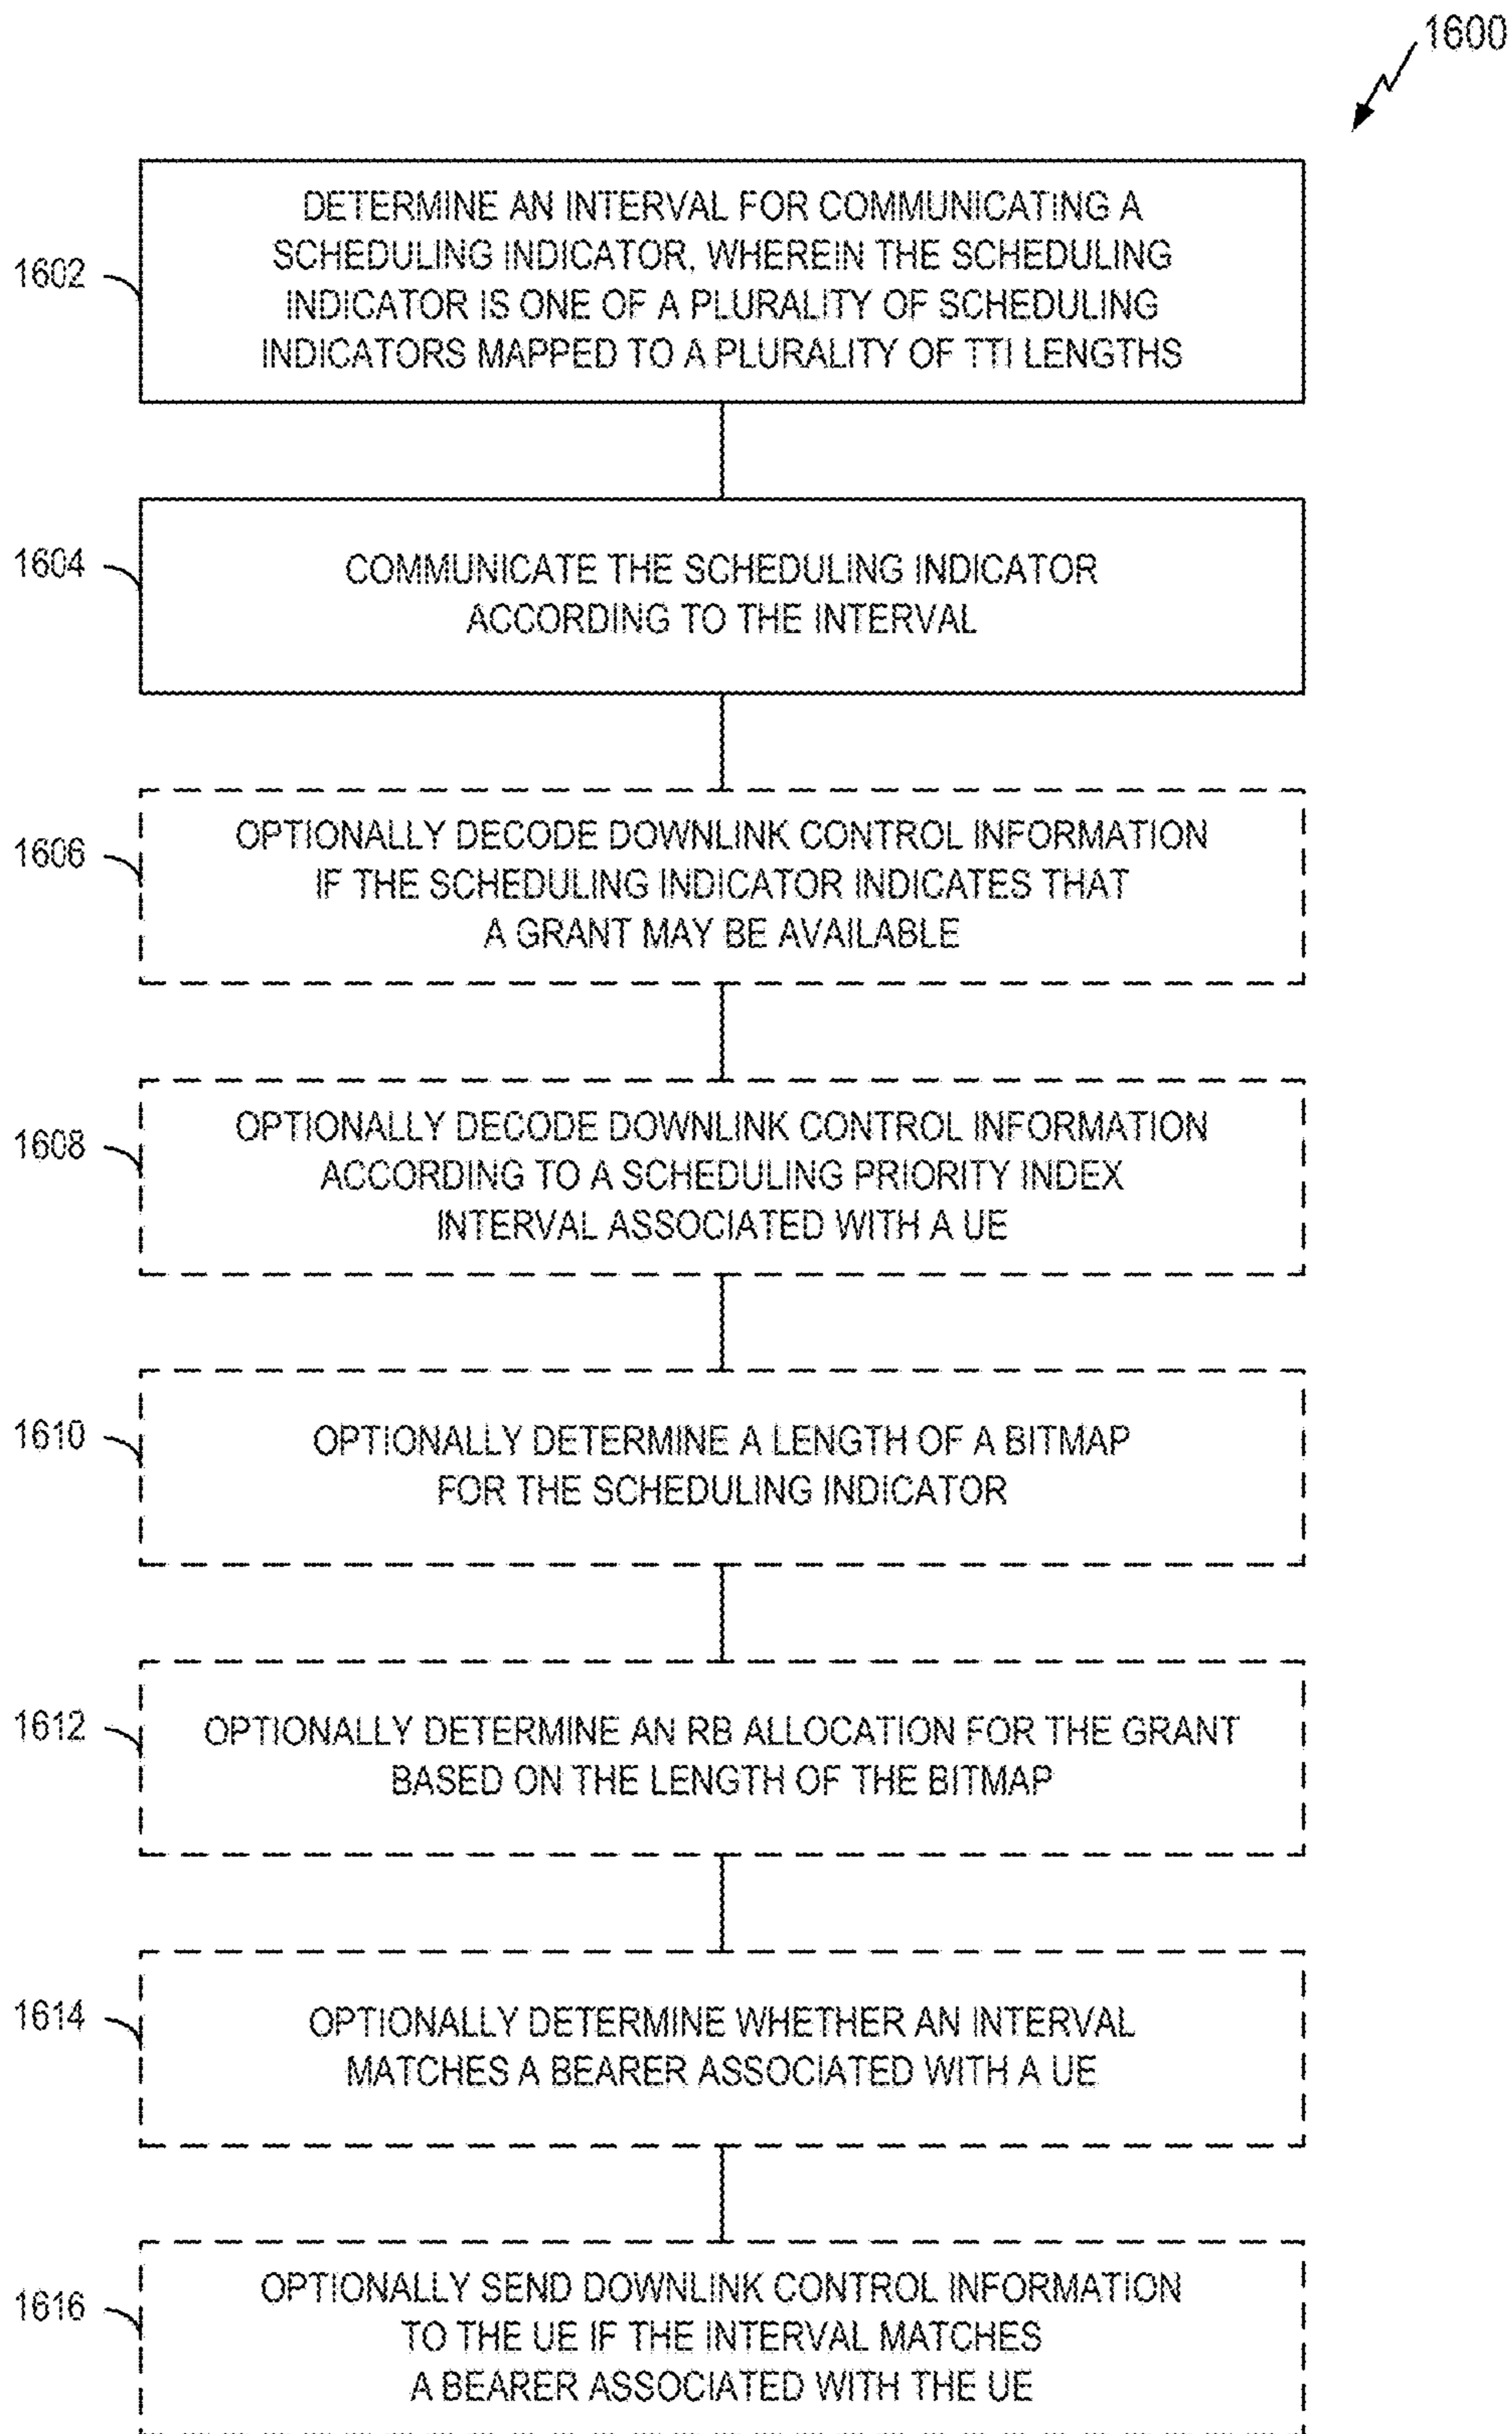 1600
1602
DETERMINE AN INTERVAL FOR COMMUNICATING A
SCHEDULING INDICATOR, WHEREIN THE SCHEDULING
INDICATOR IS ONE OF A PLURALITY OF SCHEDULING
INDICATORS MAPPED TO A PLURALITY OF TTI LENGTHS
1604
COMMUNICATE THE SCHEDULING INDICATOR
ACCORDING TO THE INTERVAL
1606
OPTIONALLY DECODE DOWNLINK CONTROL INFORMATION
IF THE SCHEDULING INDICATOR INDICATES THAT
A GRANT MAY BE AVAILABLE
1608
OPTIONALLY DECODE DOWNLINK CONTROL INFORMATION
ACCORDING TO A SCHEDULING PRIORITY INDEX
INTERVAL ASSOCIATED WITH A UE
1610
OPTIONALLY DETERMINE A LENGTH OF A BITMAP
FOR THE SCHEDULING INDICATOR
1612
OPTIONALLY DETERMINE AN RB ALLOCATION FOR THE GRANT
BASED ON THE LENGTH OF THE BITMAP
1614
OPTIONALLY DETERMINE WHETHER AN INTERVAL
MATCHES A BEARER ASSOCIATED WITH A UE
1616
OPTIONALLY SEND DOWNLINK CONTROL INFORMATION
TO THE UE IF THE INTERVAL MATCHES
A BEARER ASSOCIATED WITH THE UE